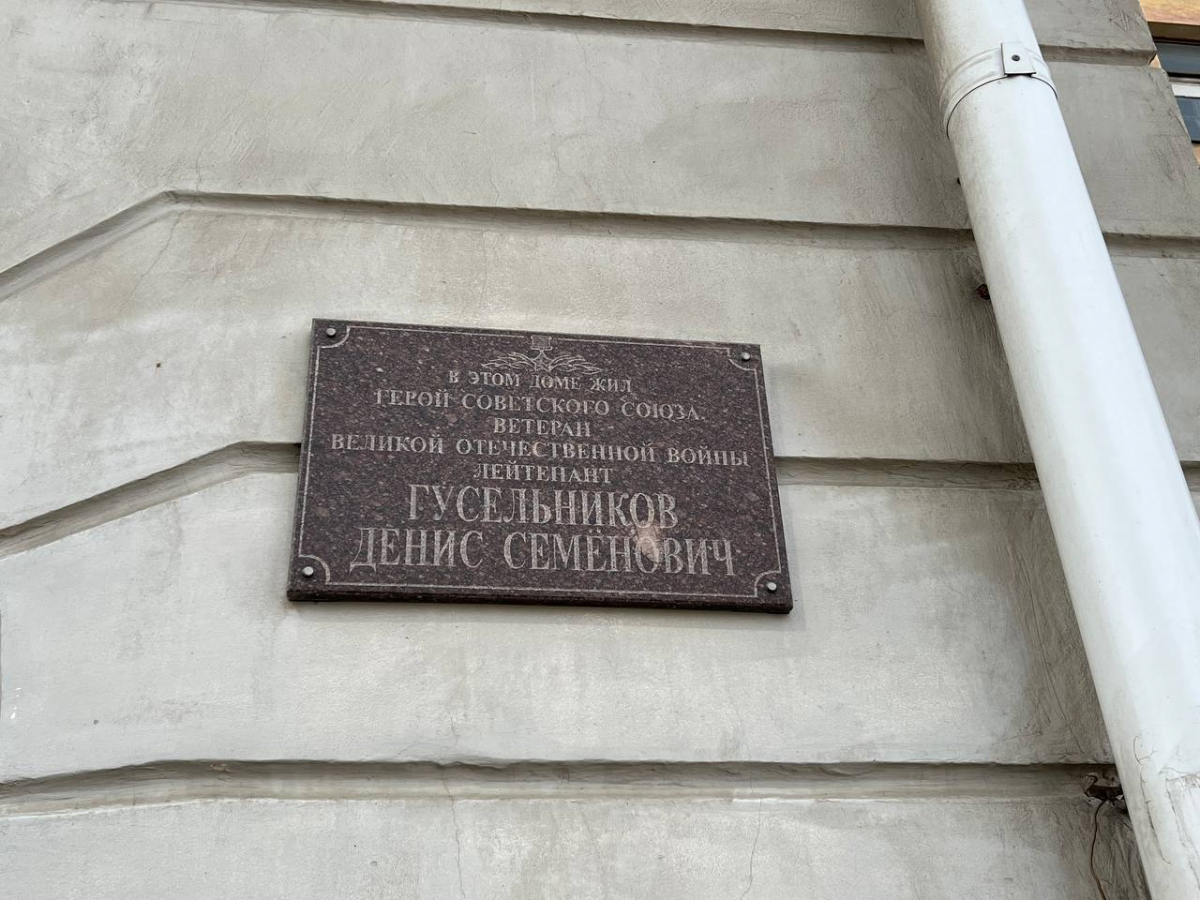 В ЭТОМ ДОМЕ ЖИЛ
ГЕРОЙ СОВЕТСКОГО СОЮЗА,
ВЕТЕРАН
ВЕЛИКОЙ ОТЕЧЕСТВЕННОЙ ВОЙНЫ
ЛЕЙТЕНАНТ
ГУСЕЛЬНИКОВ
ДЕНИС СЕМЁНОВИЧ